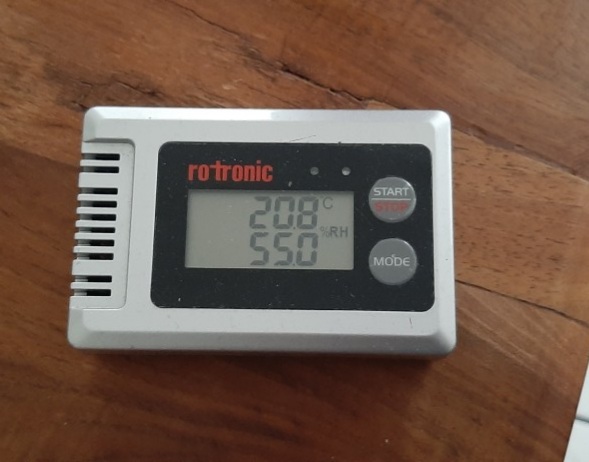 rotronic
START
STOP
20.8 °C
55.0 %RH
MODE